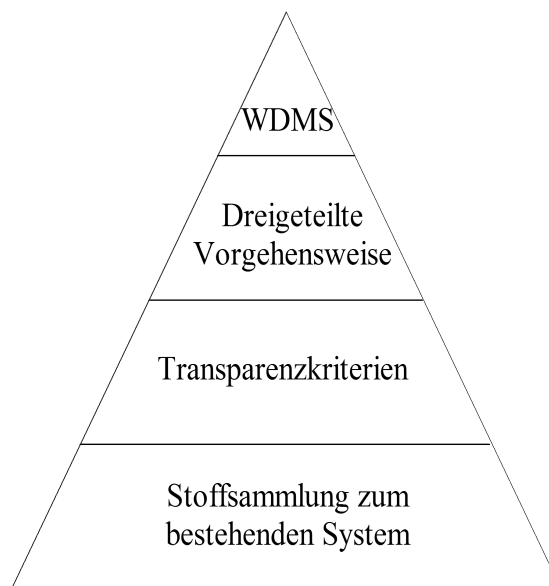 WDMS
Dreigeteilte
Vorgehensweise
Transparenzkriterien
Stoffsammlung zum
bestehenden System